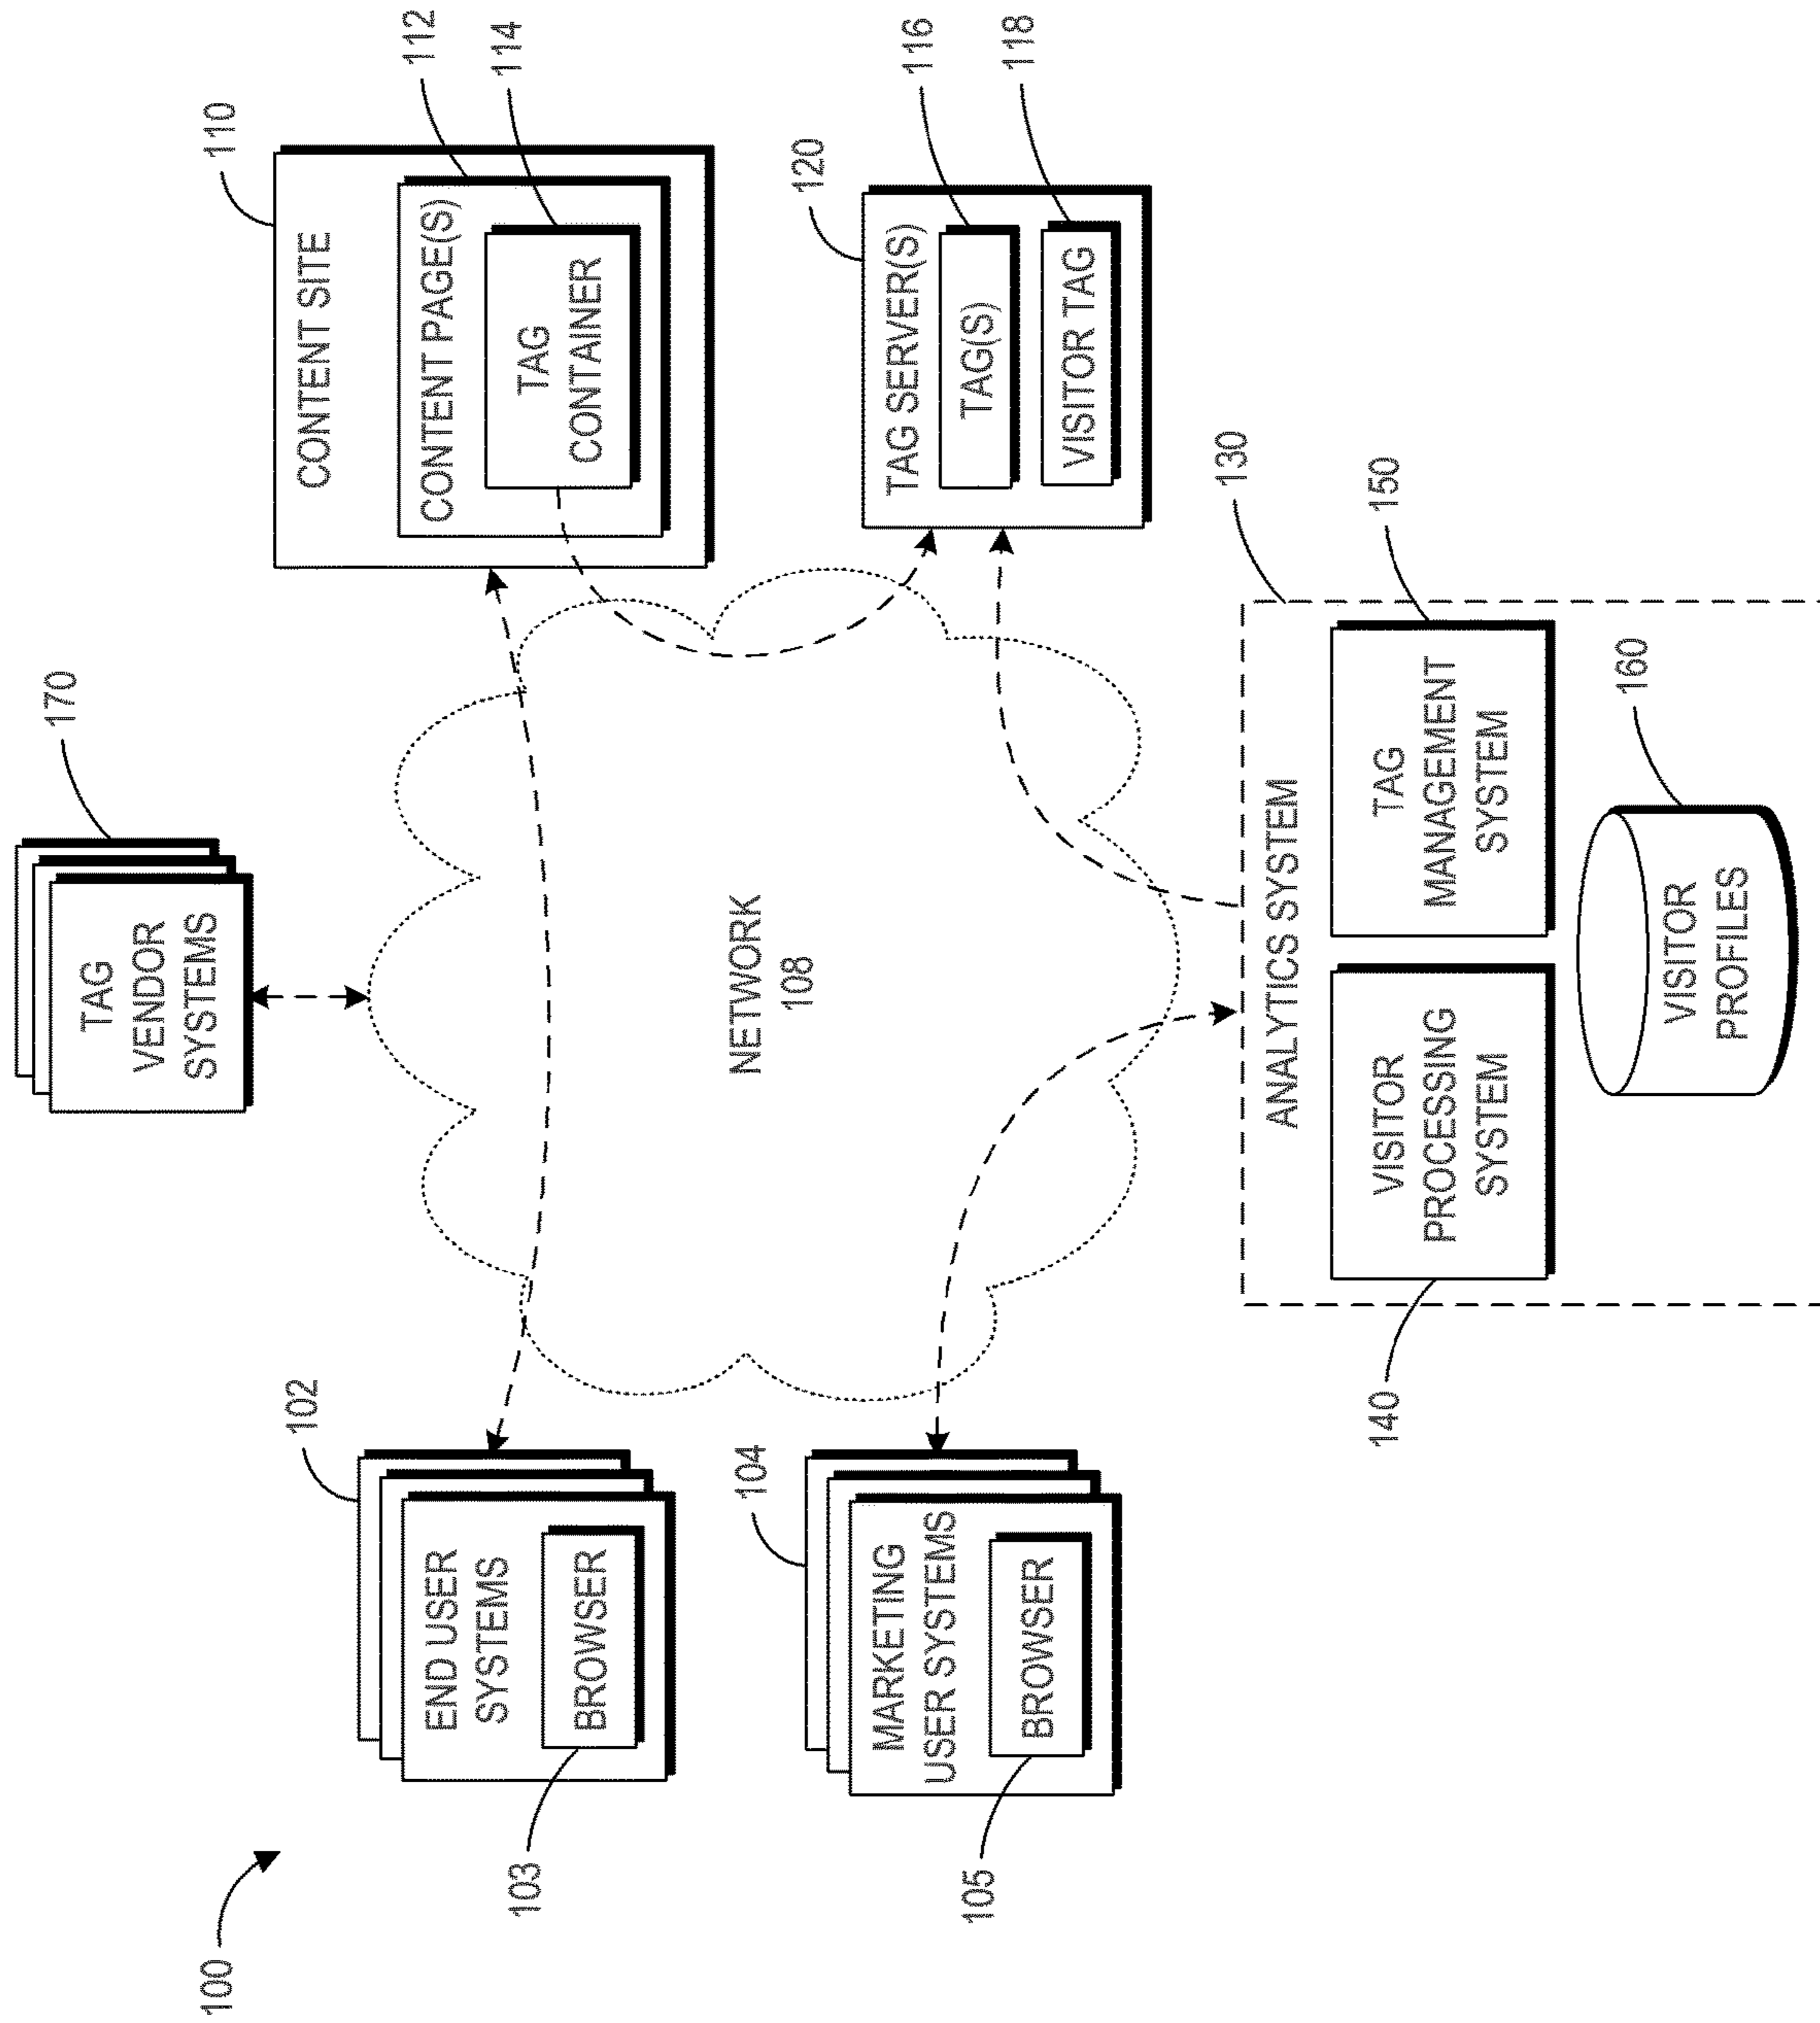 100
170
TAG
VENDOR
SYSTEMS
102
END USER
SYSTEMS
BROWSER
103
104
MARKETING
USER SYSTEMS
BROWSER
105
NETWORK
108
110
CONTENT SITE
112
CONTENT PAGE(S)
114
TAG
CONTAINER
120
TAG SERVER(S)
116
TAG(S)
118
VISITOR TAG
130
ANALYTICS SYSTEM
140
VISITOR
PROCESSING
SYSTEM
150
TAG
MANAGEMENT
SYSTEM
160
VISITOR
PROFILES